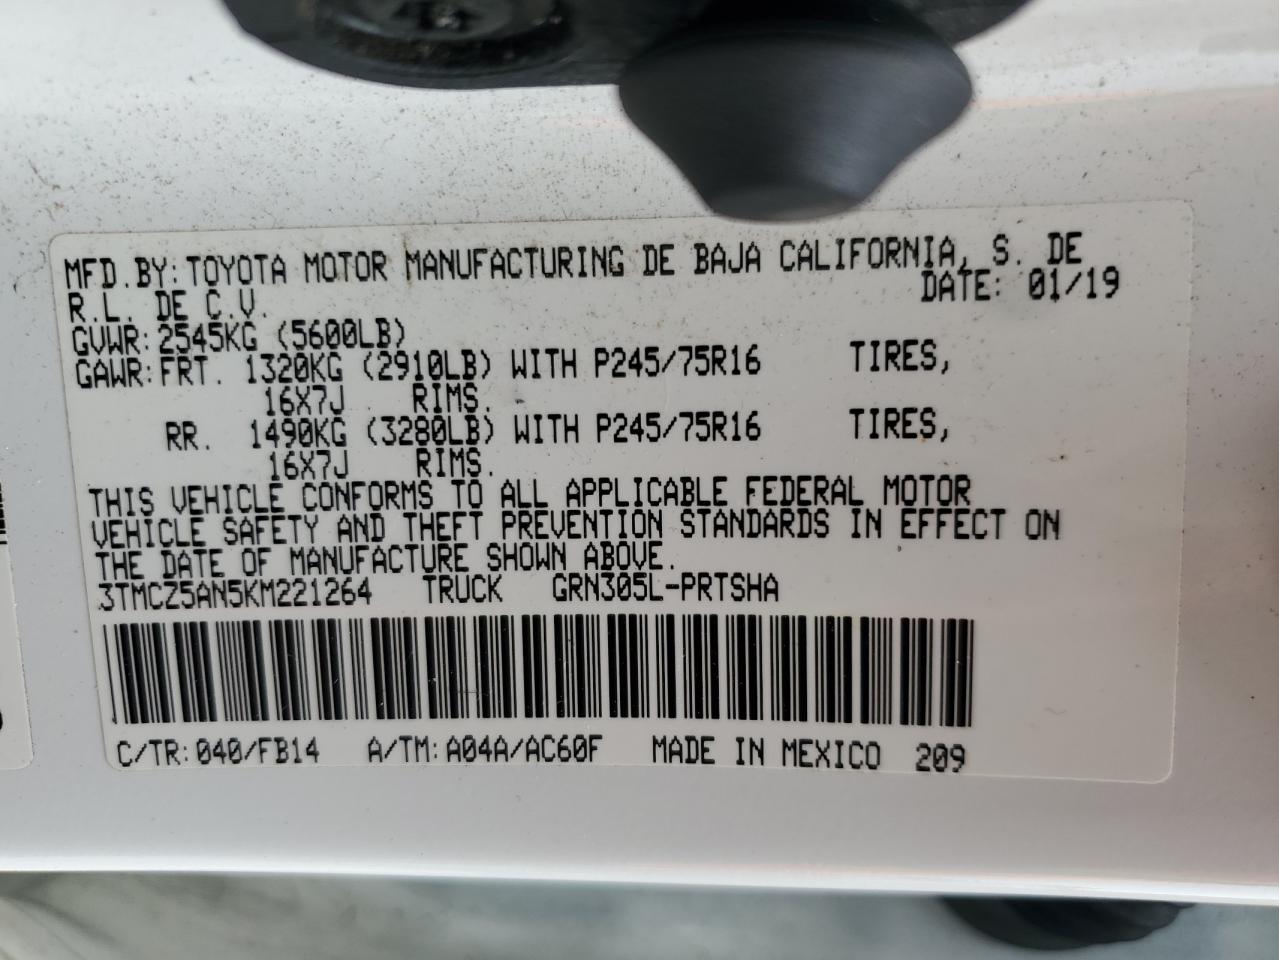 MFD.BY:TOYOTA MOTOR MANUFACTURING DE BAJA CALIFORNIA, S. DE
R.L. DE C.V. DATE: 01/19
GVWR:2545KG (5600LB)
GAWR:FRT. 1320KG (2910LB) WITH P245/75R16 TIRES,
16X7J RIMS.
RR. 1490KG (3280LB) WITH P245/75R16 TIRES,
16X7J RIMS.
THIS VEHICLE CONFORMS TO ALL APPLICABLE FEDERAL MOTOR
VEHICLE SAFETY AND THEFT PREVENTION STANDARDS IN EFFECT ON
THE DATE OF MANUFACTURE SHOWN ABOVE.
3TMCZ5AN5KM221264 TRUCK GRN305L-PRTSHA
C/TR:040/FB14 A/TM:A04A/AC60F MADE IN MEXICO 209